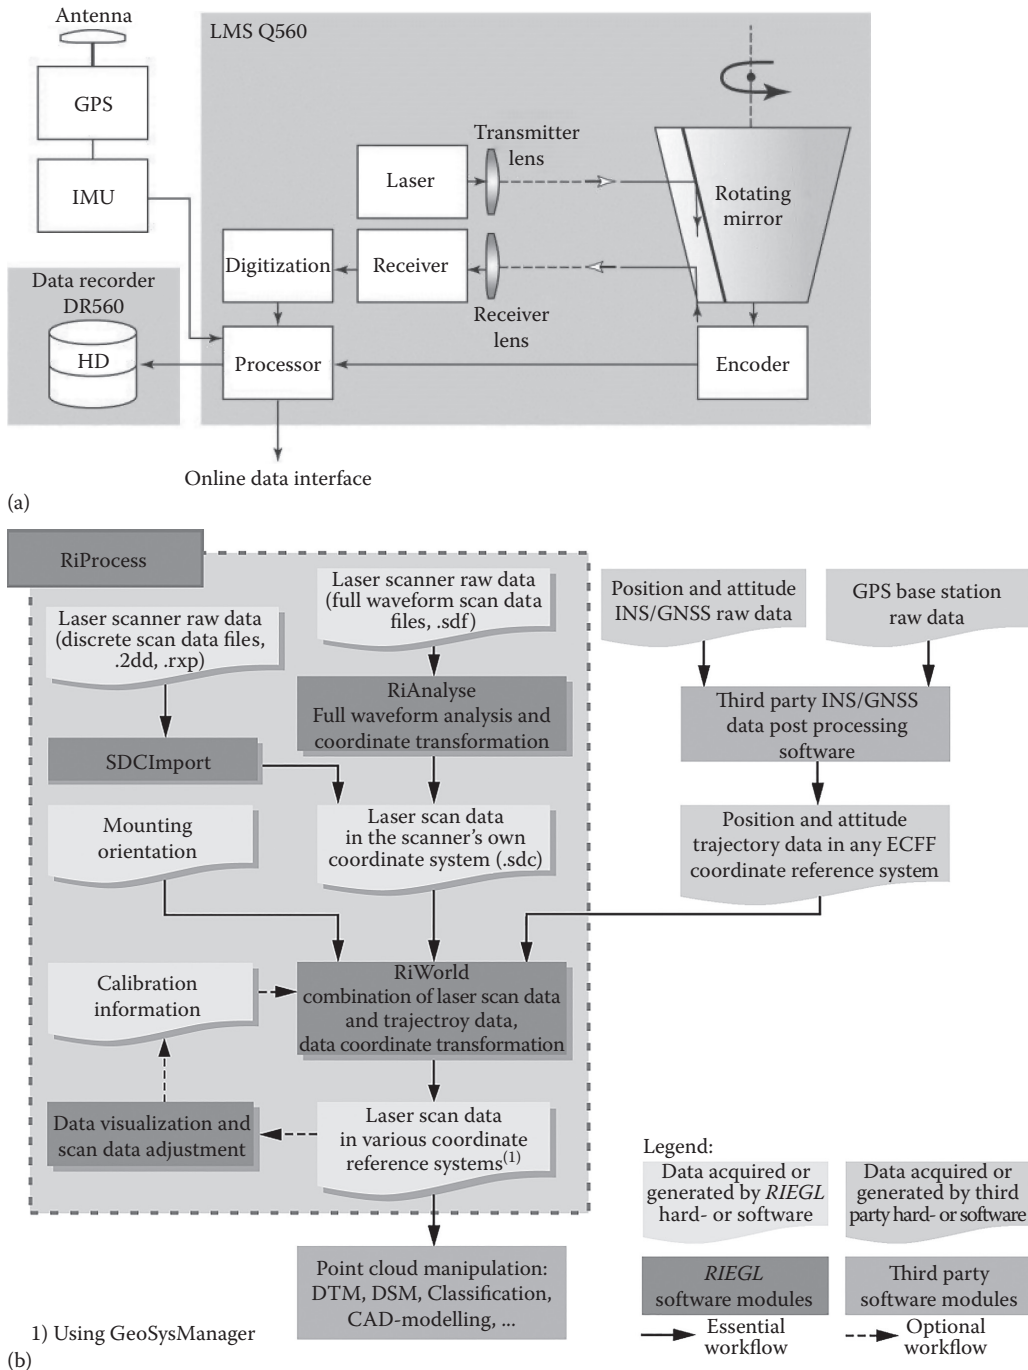 Antenna
LMS Q560
GPS
Transmitter
lens
Laser
IMU
Rotating
mirror
Digitization
Receiver
Data recorder
DR560
Receiver
lens
HD
Processor
Encoder
Online data interface
(a)
RiProcess
Laser scanner raw data
(full waveform scan data
files, .sdf)
Laser scanner raw data
(discrete scan data files,
.2dd, .rxp)
Position and attitude
INS/GNSS raw data
GPS base station
raw data
RiAnalyse
Full waveform analysis and
coordinate transformation
Third party INS/GNSS
data post processing
software
SDCImport
Mounting
orientation
Laser scan data
in the scanner's own
coordinate system (.sdc)
Position and attitude
trajectory data in any ECFF
coordinate reference system
Calibration
information
RiWorld
combination of laser scan data
and trajectroy data,
data coordinate transformation
Data visualization and
scan data adjustment
Laser scan data
in various coordinate
reference systems(1)
Legend:
Data acquired or
generated by RIEGL
hard- or software
Data acquired or
generated by third
party hard- or software
Point cloud manipulation:
DTM, DSM, Classification,
CAD-modelling, ...
RIEGL
software modules
Third party
software modules
Essential
workflow
Optional
workflow
1) Using GeoSysManager
(b)